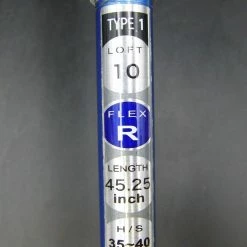 TYPE 1
LOFT
10
FLEX
R
LENGTH
45.25
inch
H/S
35~40